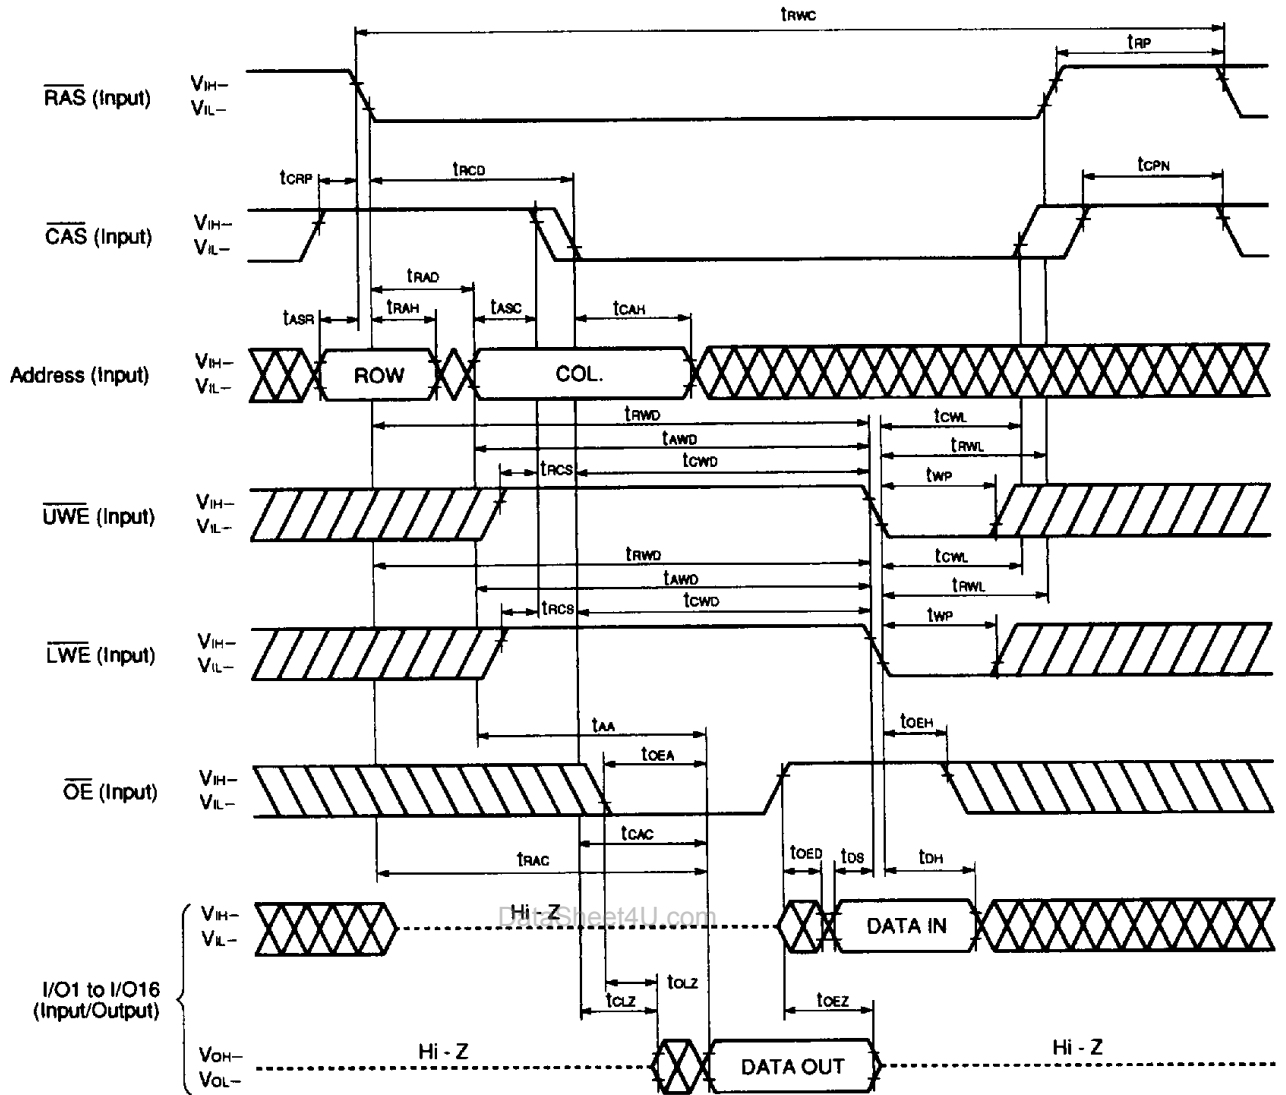 tRWC
tRP
RAS (Input)
VIH–
VIL–
tCRP
tRCD
tCPN
CAS (Input)
VIH–
VIL–
tRAD
tASR
tRAH
tASC
tCAH
Address (Input)
VIH–
VIL–
ROW
COL.
tRWD
tCWL
tAWD
tRWL
tRCS
tCWD
tWP
UWE (Input)
VIH–
VIL–
tRWD
tCWL
tAWD
tRWL
tRCS
tCWD
tWP
LWE (Input)
VIH–
VIL–
tAA
tOEH
tOEA
OE (Input)
VIH–
VIL–
tCAC
tRAC
tOED
tDS
tDH
VIH–
VIL–
Hi - Z
DataSheet4U.com
DATA IN
I/O1 to I/O16
(Input/Output)
tOLZ
tCLZ
tOEZ
VOH–
VOL–
Hi - Z
DATA OUT
Hi - Z